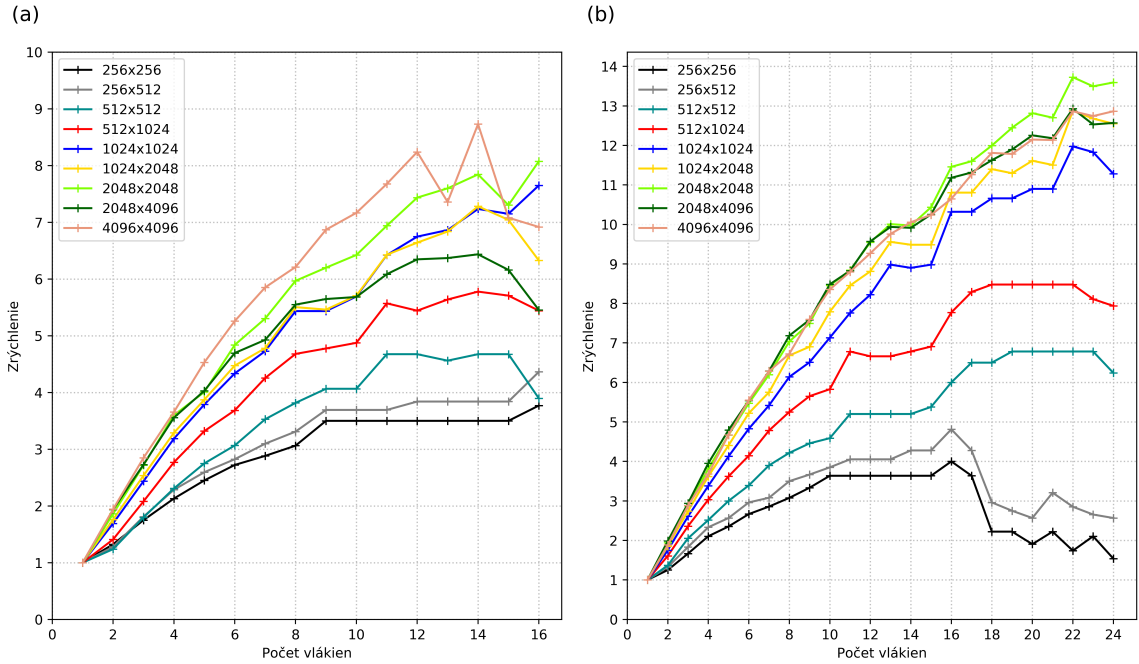 (a)
10
9
8
7
6
5
4
3
2
1
0
Zrýchlenie
256x256
256x512
512x512
512x1024
1024x1024
1024x2048
2048x2048
2048x4096
4096x4096
0 2 4 6 8 10 12 14 16
Počet vlákien
(b)
14
13
12
11
10
9
8
7
6
5
4
3
2
1
0
Zrýchlenie
256x256
256x512
512x512
512x1024
1024x1024
1024x2048
2048x2048
2048x4096
4096x4096
0 2 4 6 8 10 12 14 16 18 20 22 24
Počet vlákien